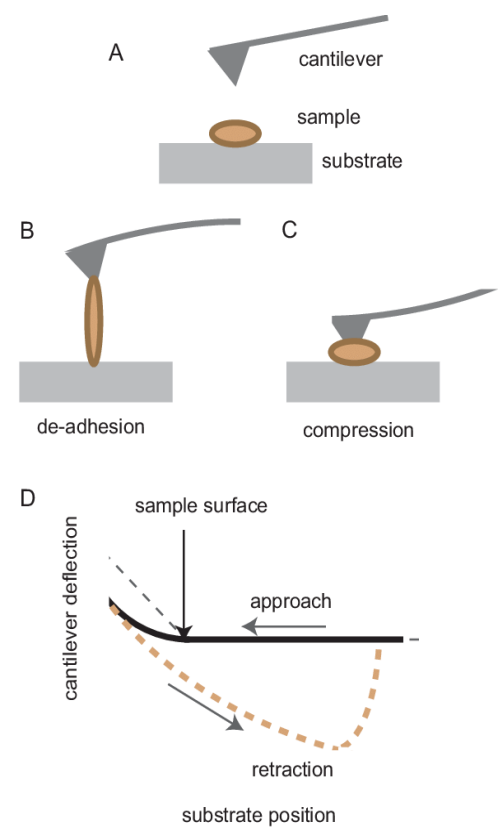 A
cantilever
sample
substrate
B
C
de-adhesion
compression
D
sample surface
cantilever deflection
approach
retraction
substrate position